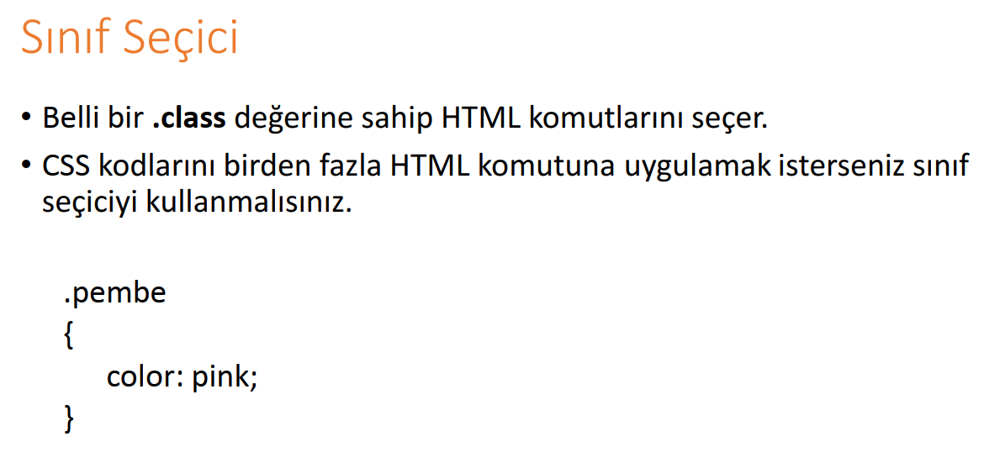 Sınıf Seçici
• Belli bir .class değerine sahip HTML komutlarını seçer.
• CSS kodlarını birden fazla HTML komutuna uygulamak isterseniz sınıf
seçiciyi kullanmalısınız.
.pembe
{
color: pink;
}